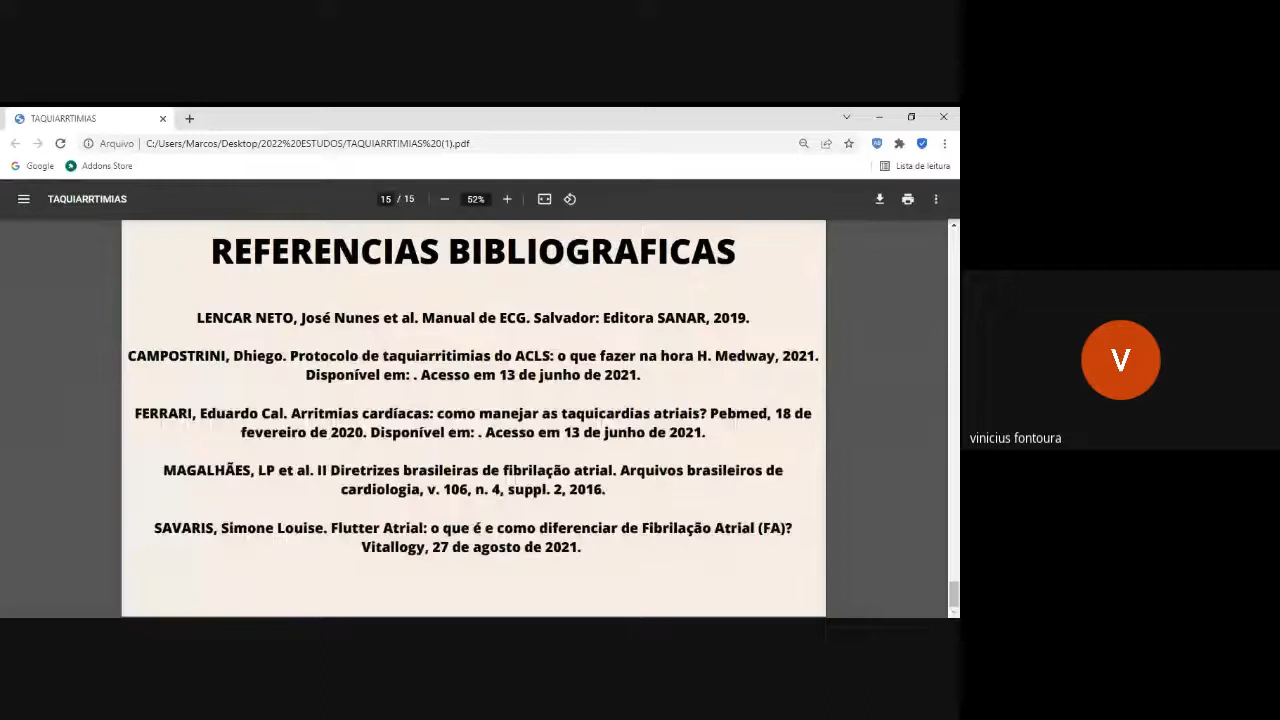 TAQUIARRTIMIAS
Arquivo
C:/Users/Marcos/Desktop/2022%20ESTUDOS/TAQUIARRTIMIAS%20(1).pdf
Google
Addons Store
Lista de leitura
TAQUIARRTIMIAS
15 / 15
52%
REFERENCIAS BIBLIOGRAFICAS
LENCAR NETO, José Nunes et al. Manual de ECG. Salvador: Editora SANAR, 2019.
CAMPOSTRINI, Dhiego. Protocolo de taquiarritimias do ACLS: o que fazer na hora H. Medway, 2021.
Disponível em: . Acesso em 13 de junho de 2021.
FERRARI, Eduardo Cal. Arritmias cardíacas: como manejar as taquicardias atriais? Pebmed, 18 de
fevereiro de 2020. Disponível em: . Acesso em 13 de junho de 2021.
MAGALHÃES, LP et al. II Diretrizes brasileiras de fibrilação atrial. Arquivos brasileiros de
cardiologia, v. 106, n. 4, suppl. 2, 2016.
SAVARIS, Simone Louise. Flutter Atrial: o que é e como diferenciar de Fibrilação Atrial (FA)?
Vitallogy, 27 de agosto de 2021.
V
vinicius fontoura